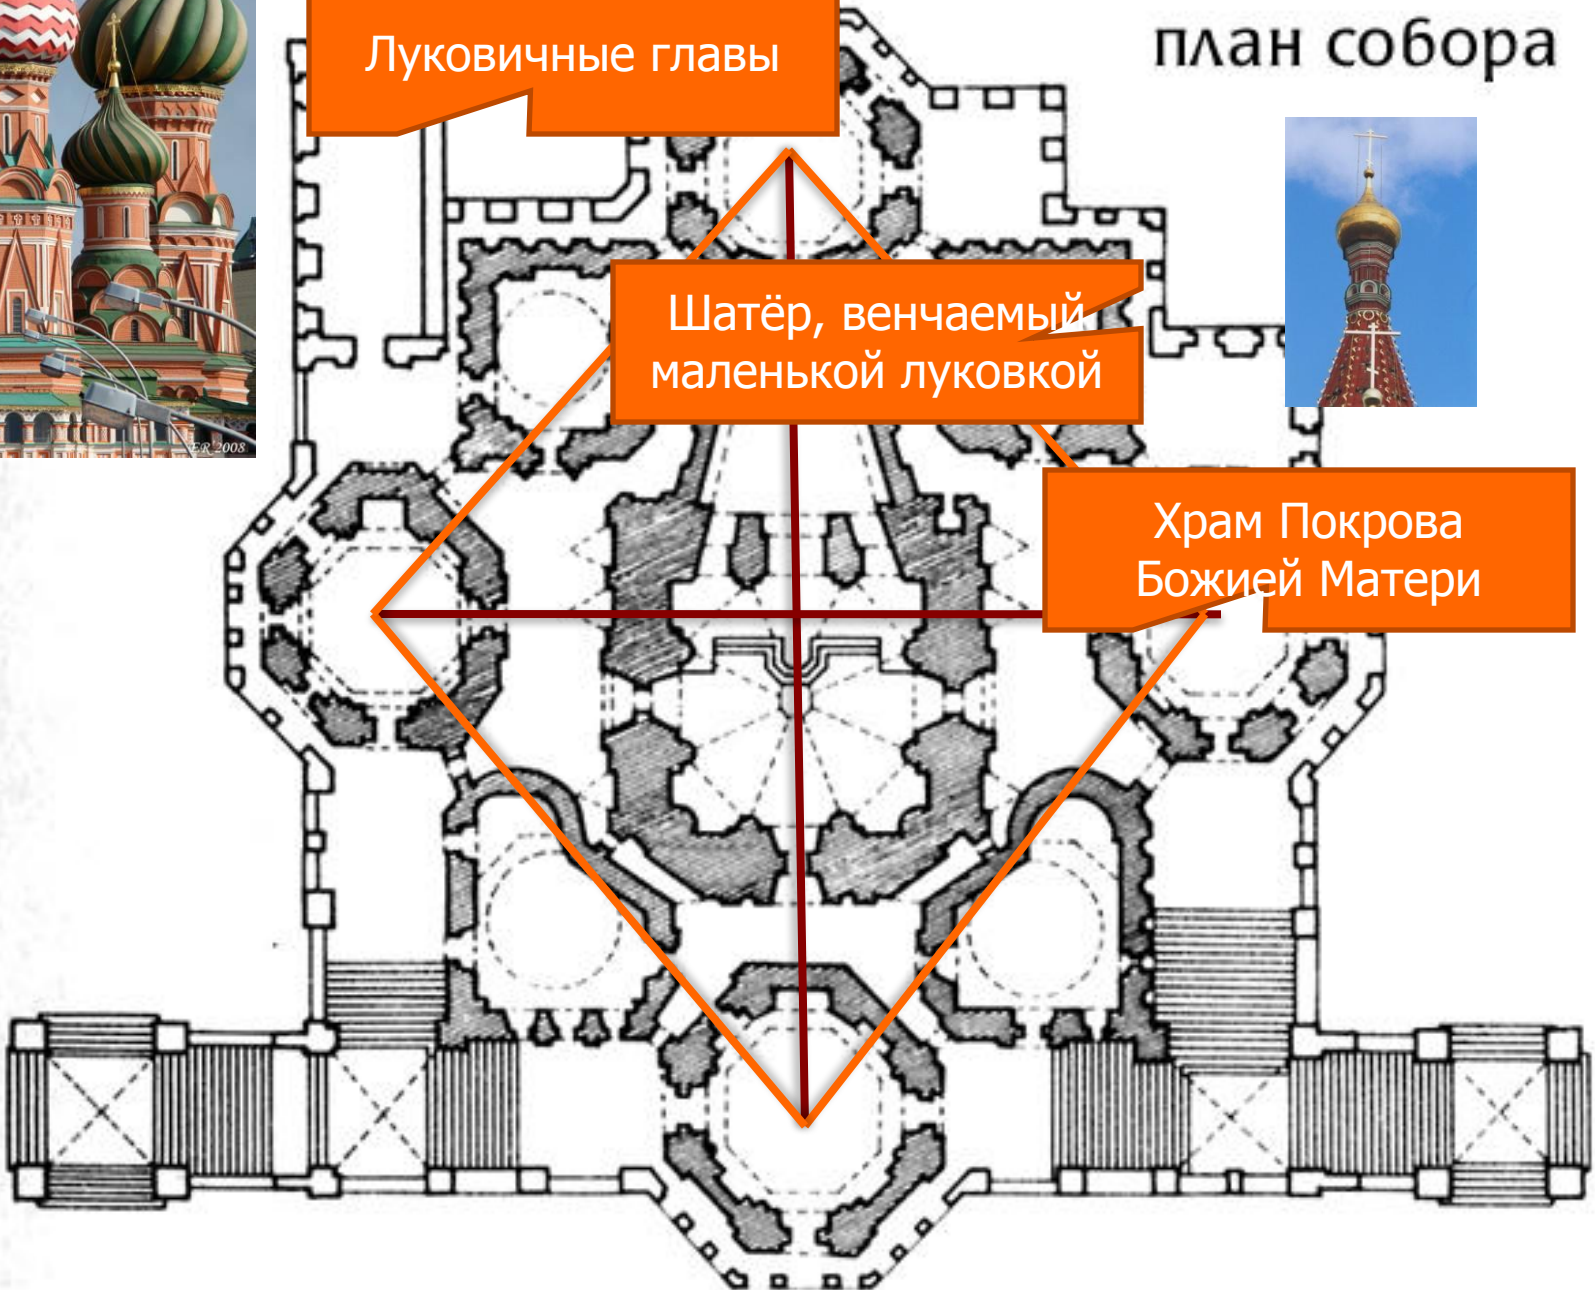 Луковичные главы
план собора
Шатёр, венчаемый
маленькой луковкой
Храм Покрова
Божией Матери
ER'2008